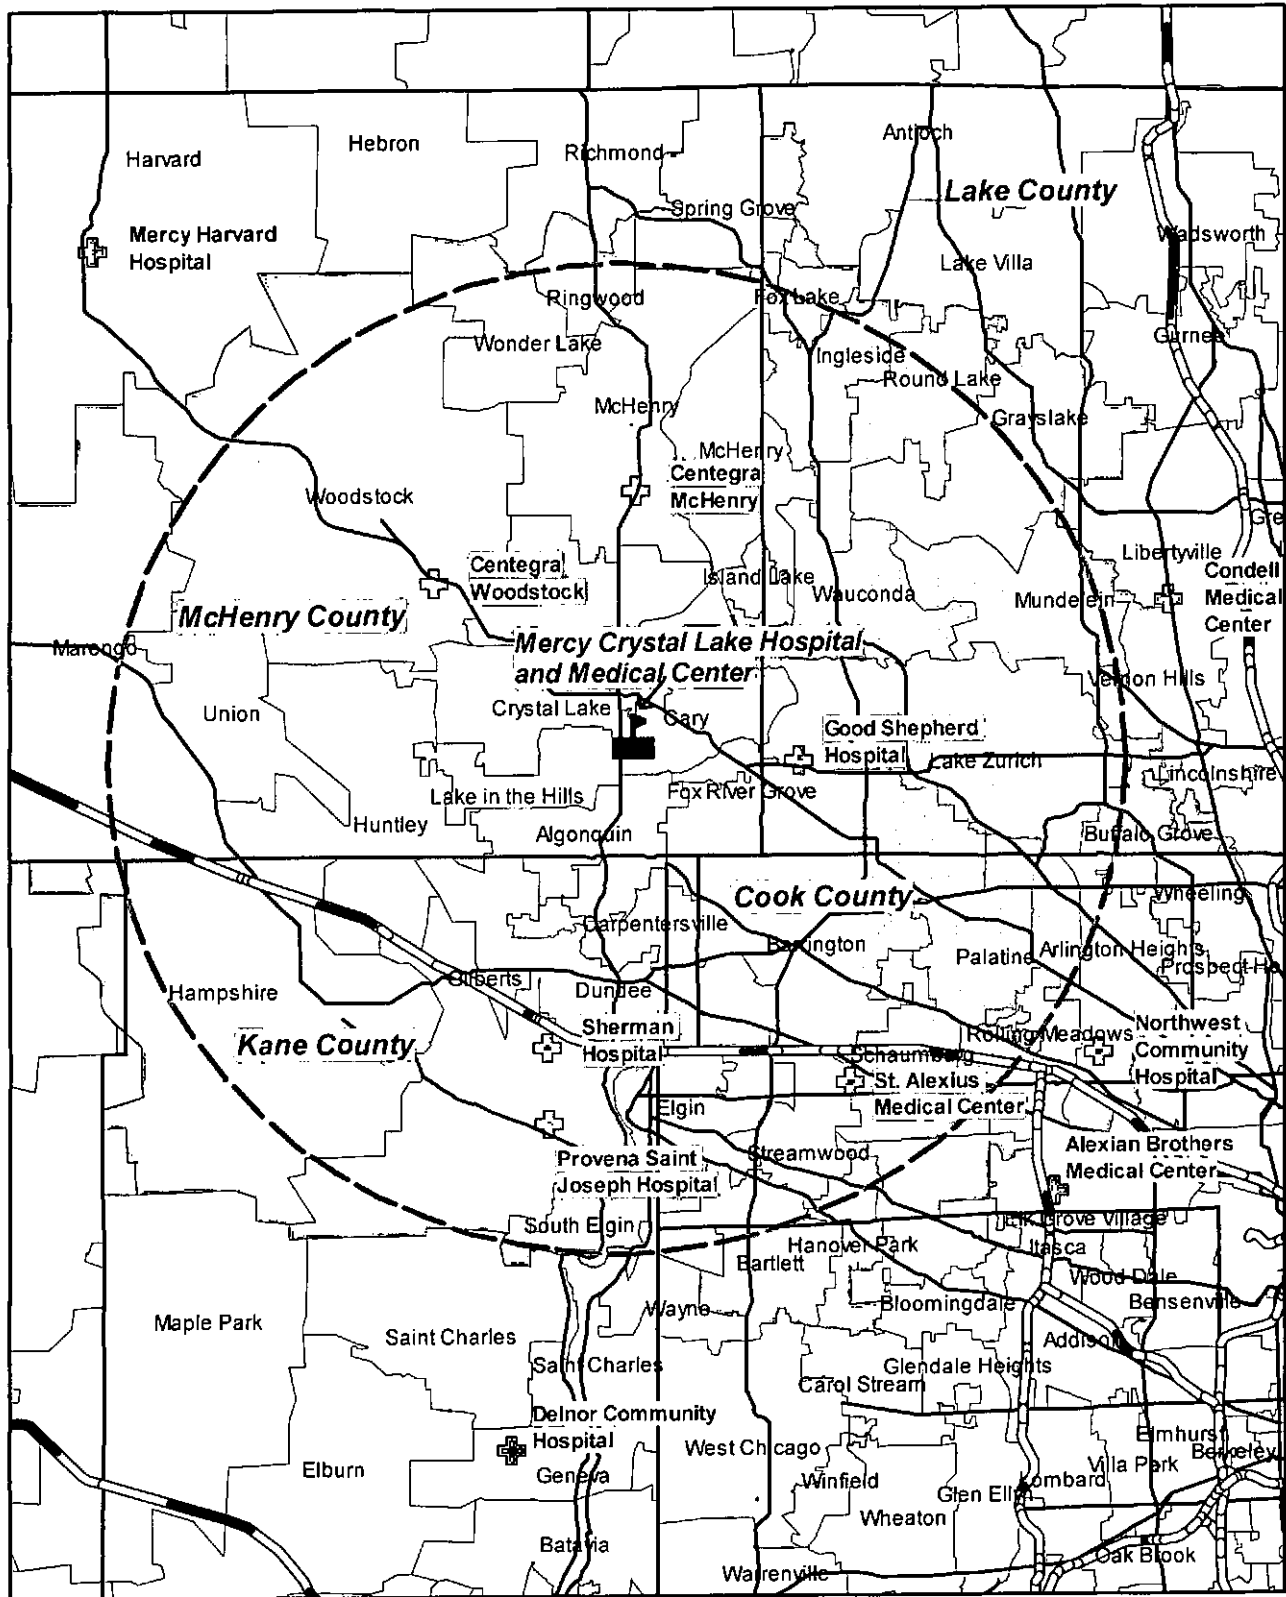 Harvard
Hebron
Richmond
Antioch
Lake County
Spring Grove
Mercy Harvard
Hospital
Wadsworth
Lake Villa
Ringwood
Fox Lake
Wonder Lake
Gurnee
Ingleside
Round Lake
McHenry
Grayslake
McHenry
Centegra
McHenry
Woodstock
Gre
Libertyville
Centegra
Woodstock
Island Lake
Wauconda
Mundelein
Condell
Medical
Center
McHenry County
Marengo
Mercy Crystal Lake Hospital
and Medical Center
Vernon Hills
Union
Crystal Lake
Cary
Good Shepherd
Hospital
Lake Zurich
Lincolnshire
Lake in the Hills
Fox River Grove
Huntley
Algonquin
Buffalo Grove
Cook County
Wheeling
Carpentersville
Barrington
Palatine
Arlington Heights
Prospect He
Gilberts
Dundee
Hampshire
Kane County
Sherman
Hospital
Rolling Meadows
Northwest
Community
Hospital
Schaumburg
St. Alexius
Medical Center
Elgin
Streamwood
Alexian Brothers
Medical Center
Provena Saint
Joseph Hospital
South Elgin
Elk Grove Village
Hanover Park
Itasca
Bartlett
Wood Dale
Wayne
Bloomingdale
Bensenville
Maple Park
Saint Charles
Addison
Saint Charles
Glendale Heights
Carol Stream
Delnor Community
Hospital
West Chicago
Elmhurst
Berkeley
Villa Park
Elburn
Geneva
Winfield
Lombard
Glen Ellyn
Wheaton
Batavia
Oak Brook
Warrenville